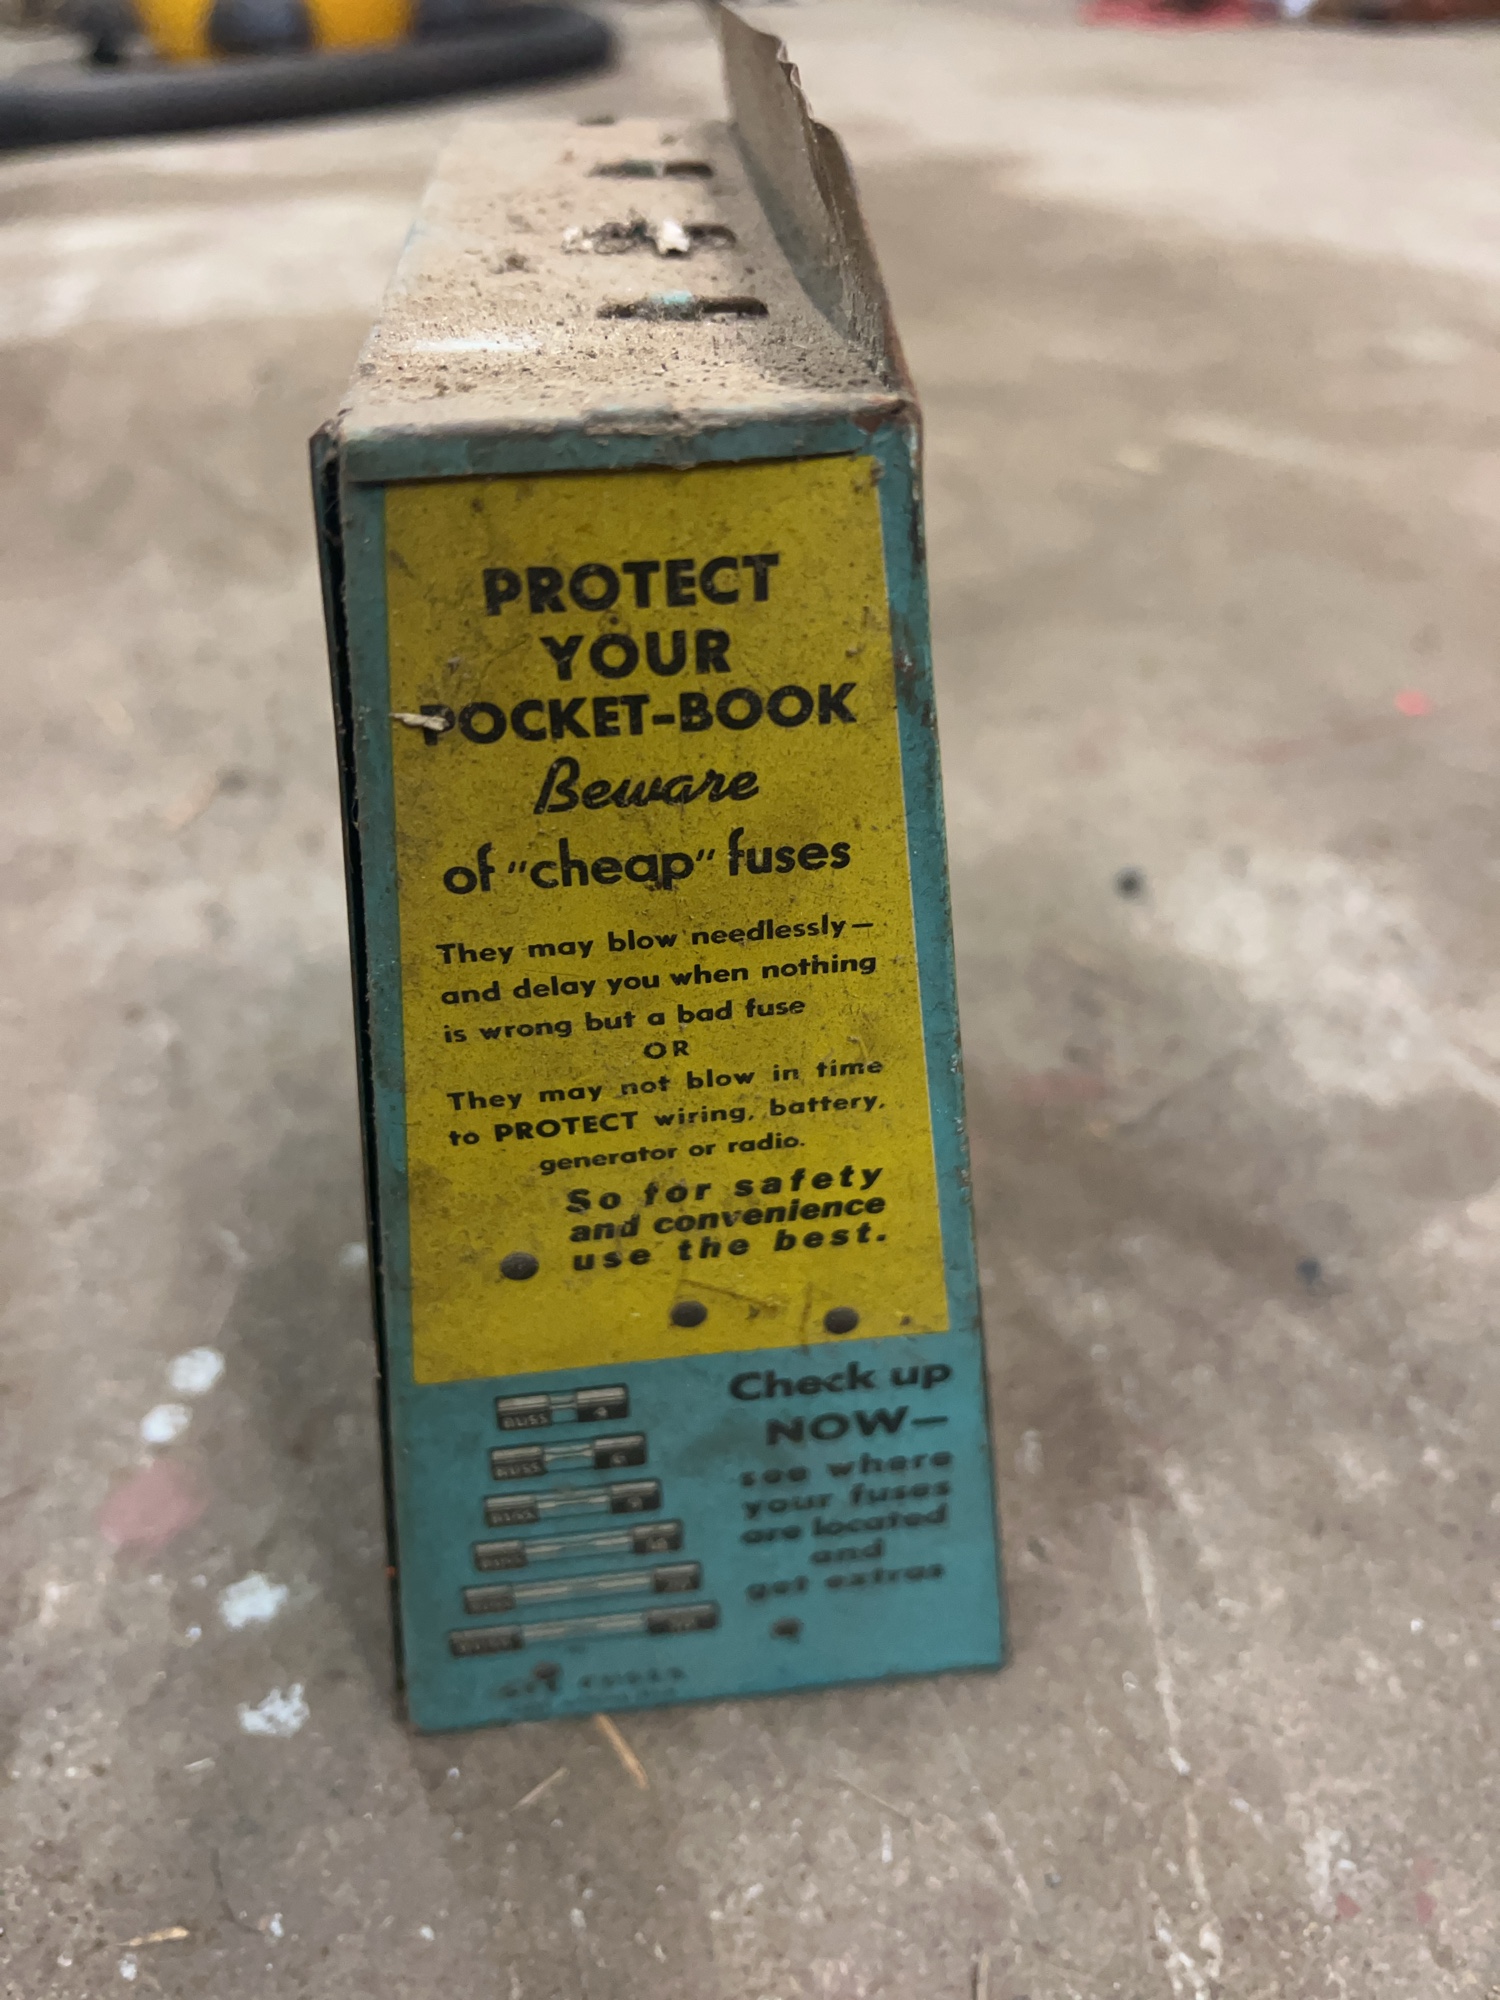 PROTECT
YOUR
POCKET-BOOK
Beware
of "cheap" fuses
They may blow needlessly—
and delay you when nothing
is wrong but a bad fuse
OR
They may not blow in time
to PROTECT wiring, battery,
generator or radio.
So for safety
and convenience
use the best.
Check up
NOW—
see where
your fuses
are located
and
get extras
BUSS
BUSS
BUSS
BUSS
BUSS
FUSES